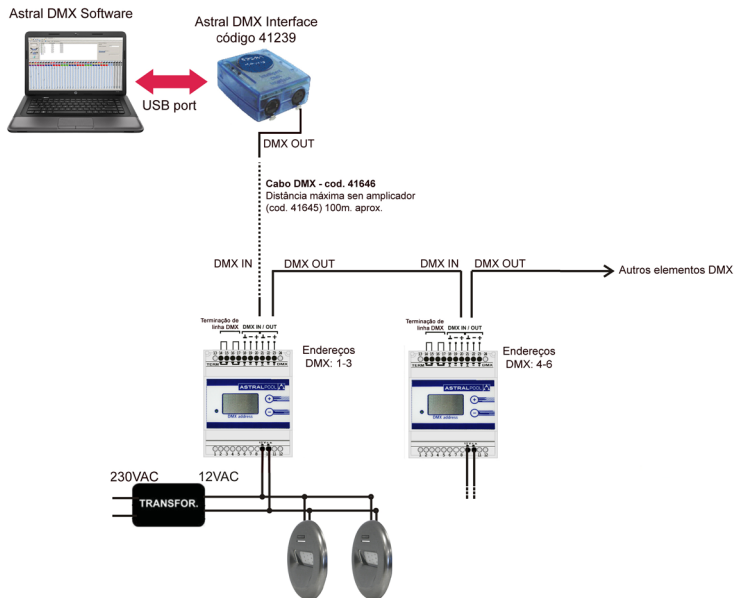 Astral DMX Software
Astral DMX Interface
código 41239
USB port
DMX OUT
Cabo DMX - cod. 41646
Distância máxima sen amplicador
(cod. 41645) 100m. aprox.
DMX IN
DMX OUT
DMX IN
DMX OUT
Autros elementos DMX
Terminação de
linha DMX
DMX IN / OUT
Endereços
DMX: 1-3
ASTRALPOOL
DMX address
Terminação de
linha DMX
DMX IN / OUT
Endereços
DMX: 4-6
ASTRALPOOL
DMX address
230VAC
12VAC
TRANSFOR.